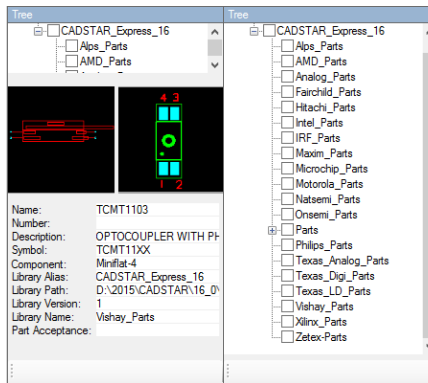 Tree
CADSTAR_Express_16
Alps_Parts
AMD_Parts
4 3
1 2
Name: TCMT1103
Number:
Description: OPTOCOUPLER WITH PH
Symbol: TCMT11XX
Component: Miniflat-4
Library Alias: CADSTAR_Express_16
Library Path: D:\2015\CADSTAR\16_0\
Library Version: 1
Library Name: Vishay_Parts
Part Acceptance:
Tree
CADSTAR_Express_16
Alps_Parts
AMD_Parts
Analog_Parts
Fairchild_Parts
Hitachi_Parts
Intel_Parts
IRF_Parts
Maxim_Parts
Microchip_Parts
Motorola_Parts
Natsemi_Parts
Onsemi_Parts
Parts
Philips_Parts
Texas_Analog_Parts
Texas_Digi_Parts
Texas_LD_Parts
Vishay_Parts
Xilinx_Parts
Zetex-Parts